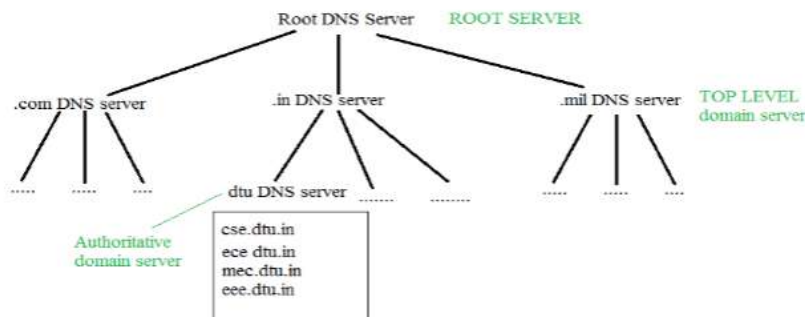 Root DNS Server ROOT SERVER
.com DNS server .in DNS server .mil DNS server TOP LEVEL
domain server
..... ..... .... ..... ..... ....
dtu DNS server ....... ........
Authoritative
domain server
cse.dtu.in
ece dtu.in
mec.dtu.in
eee.dtu.in